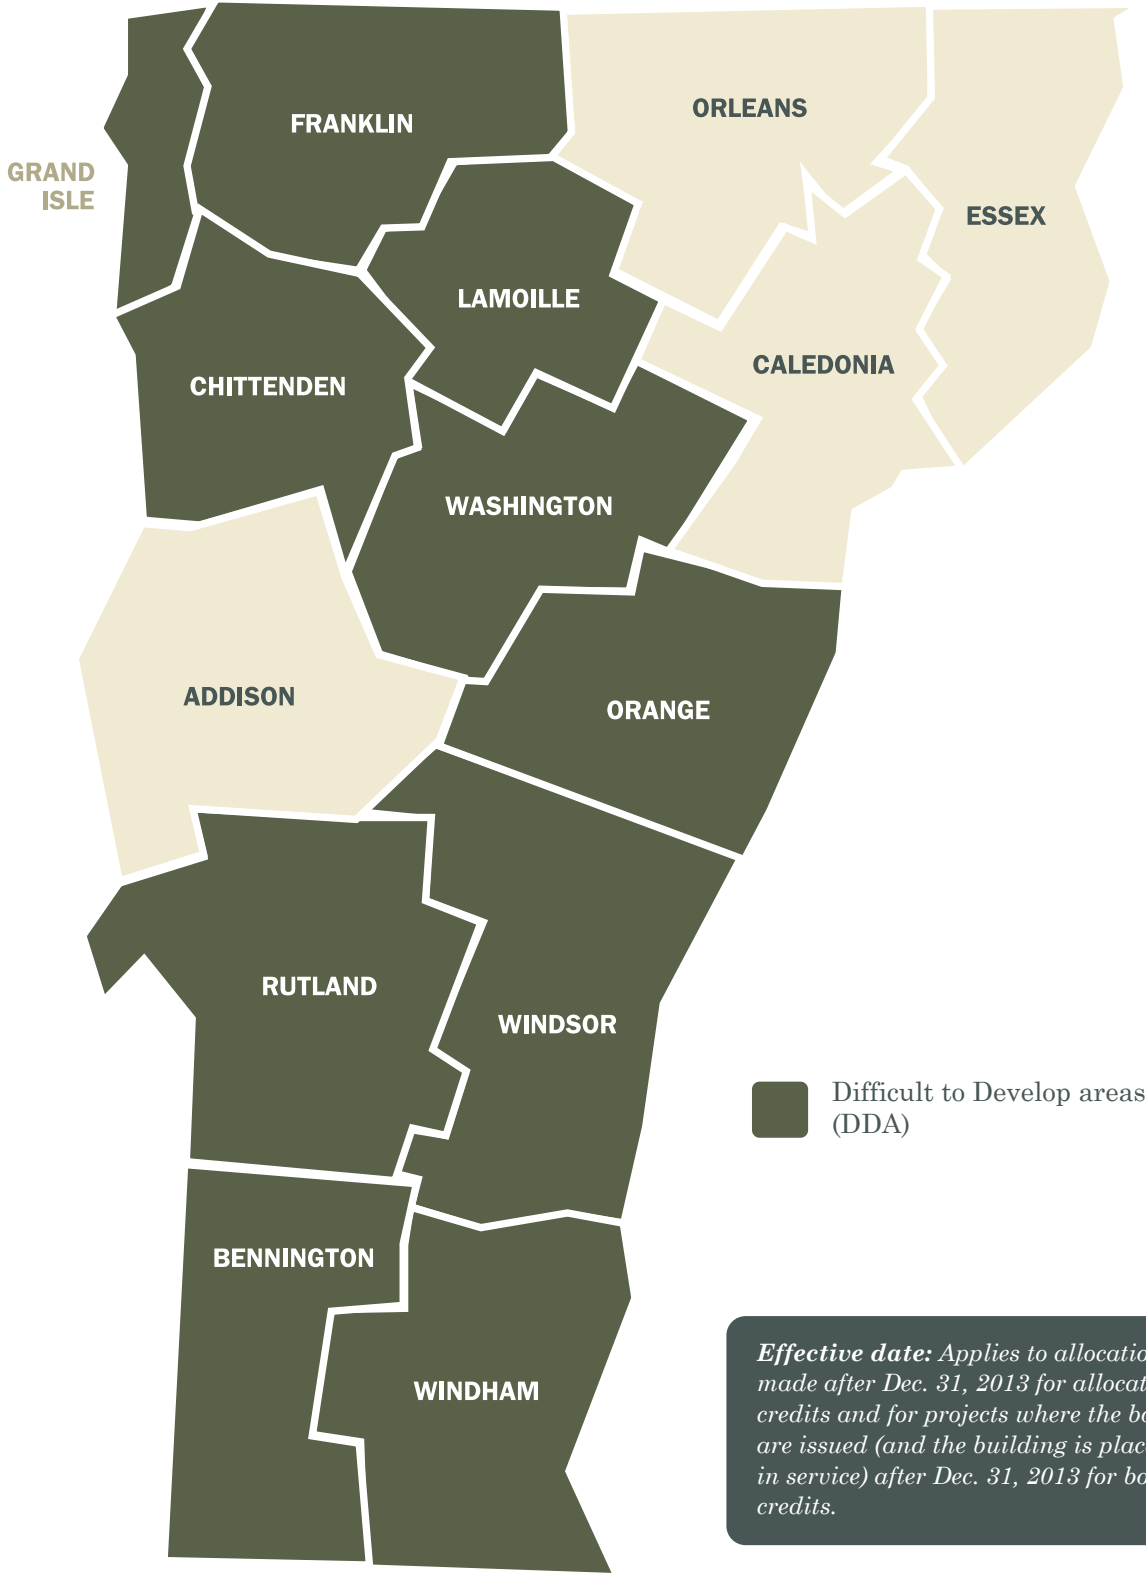 FRANKLIN
ORLEANS
GRAND
ISLE
ESSEX
LAMOILLE
CHITTENDEN
CALEDONIA
WASHINGTON
ADDISON
ORANGE
RUTLAND
WINDSOR
Difficult to Develop areas
(DDA)
BENNINGTON
WINDHAM
Effective date: Applies to allocatio
made after Dec. 31, 2013 for allocat
credits and for projects where the bo
are issued (and the building is place
in service) after Dec. 31, 2013 for bo
credits.